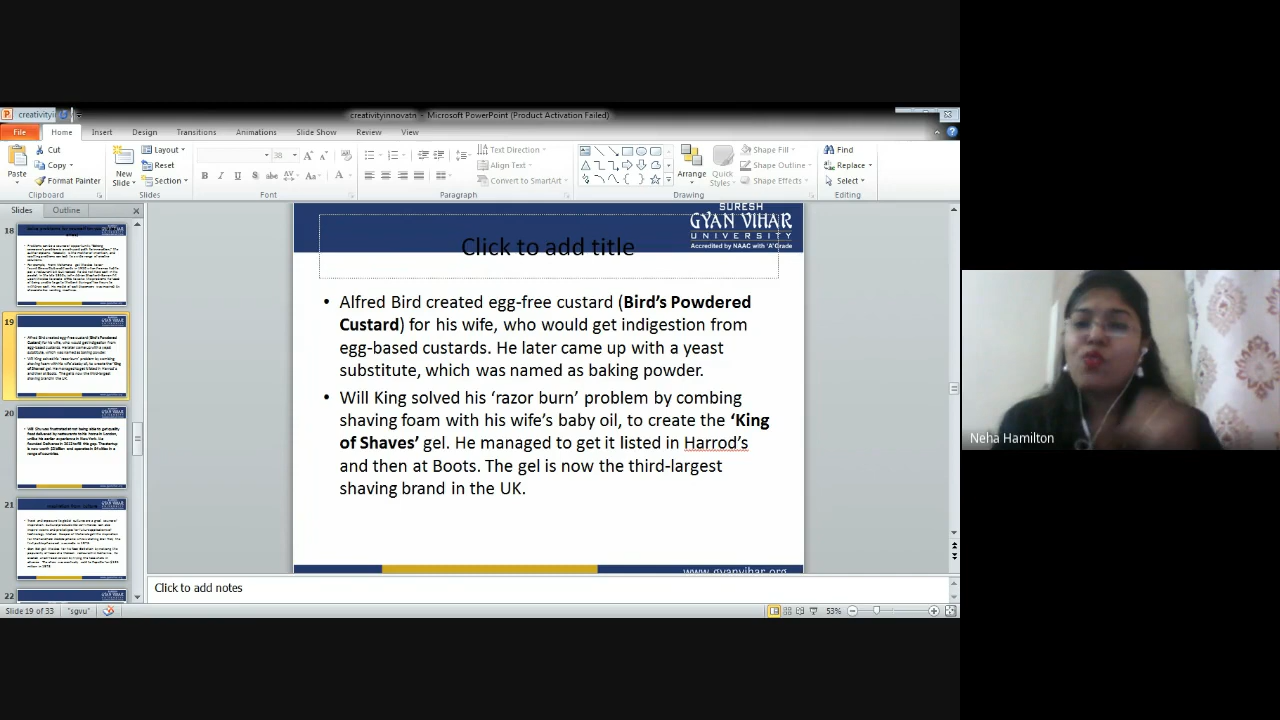 creativityi
creativityinnovatn - Microsoft PowerPoint (Product Activation Failed)
File Home Insert Design Transitions Animations Slide Show Review View
Paste
Cut
Copy
Format Painter
Clipboard
New
Slide
Layout
Reset
Section
Slides
38
Font
Paragraph
Text Direction
Align Text
Convert to SmartArt
Arrange
Quick
Styles
Shape Fill
Shape Outline
Shape Effects
Drawing
Find
Replace
Select
Editing
Slides Outline
18
19
20
21
22
SURESH
GYAN VIHAR
UNIVERSITY
Accredited by NAAC with 'A' Grade
Click to add title
• Alfred Bird created egg-free custard (Bird's Powdered
Custard) for his wife, who would get indigestion from
egg-based custards. He later came up with a yeast
substitute, which was named as baking powder.
• Will King solved his 'razor burn' problem by combing
shaving foam with his wife's baby oil, to create the 'King
of Shaves' gel. He managed to get it listed in Harrod's
and then at Boots. The gel is now the third-largest
shaving brand in the UK.
www.gyanvihar.org
Click to add notes
Slide 19 of 33 "sgvu" 53%
Neha Hamilton